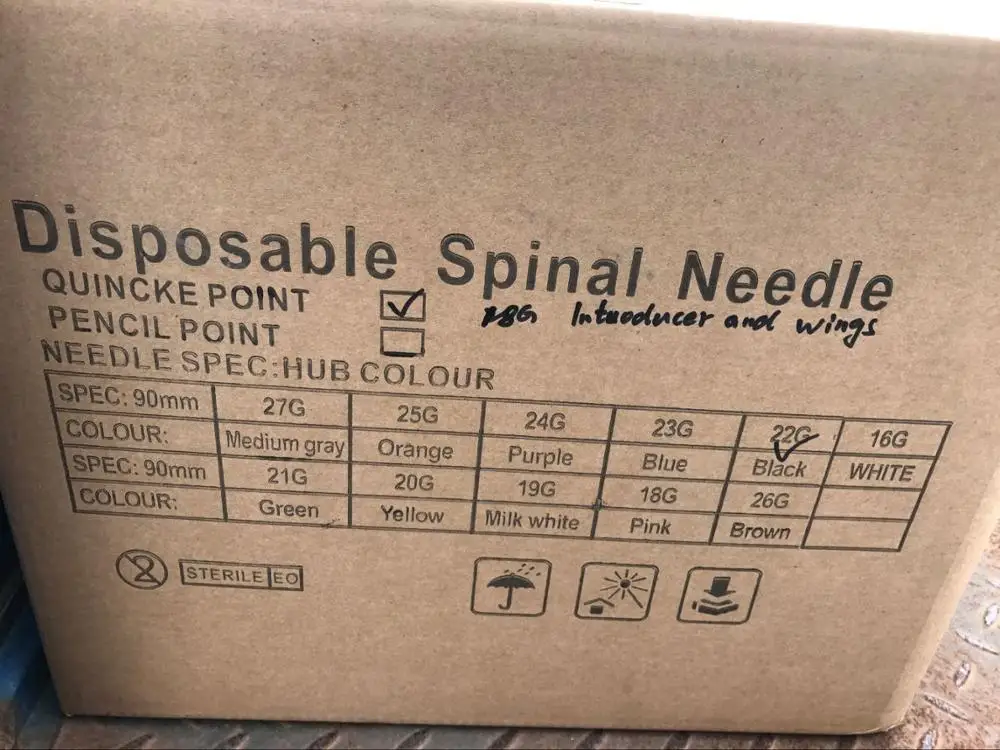 Disposable Spinal Needle
QUINCKE POINT
18G Introducer and wings
PENCIL POINT
NEEDLE SPEC:HUB COLOUR
SPEC: 90mm 27G 25G 24G 23G 22G 16G
COLOUR: Medium gray Orange Purple Blue Black WHITE
SPEC: 90mm 21G 20G 19G 18G 26G
COLOUR: Green Yellow Milk white Pink Brown
2 STERILE EO